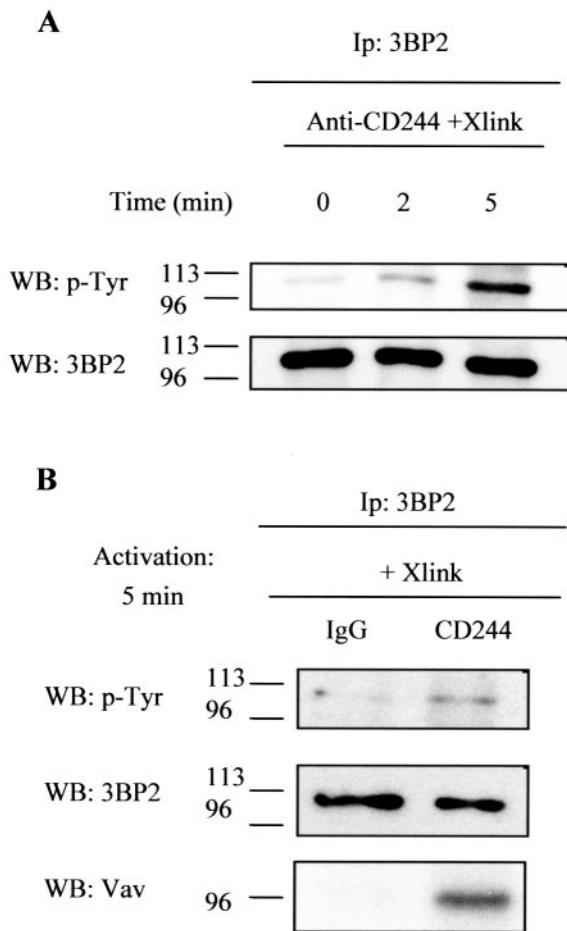 A
Ip: 3BP2
Anti-CD244 +Xlink
Time (min) 0 2 5
WB: p-Tyr 113
96
WB: 3BP2 113
96
B
Ip: 3BP2
Activation:
5 min
+ Xlink
IgG CD244
WB: p-Tyr 113
96
WB: 3BP2 113
96
WB: Vav 96